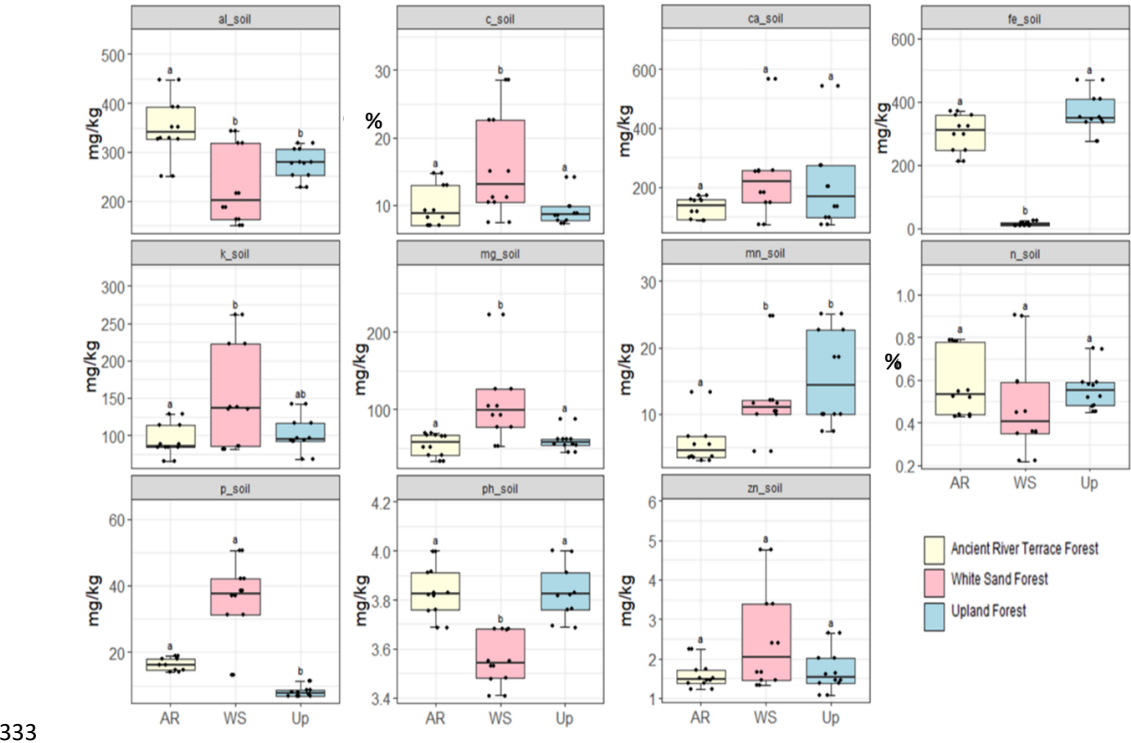 al_soil
500
400
300
200
mg/kg
a
b
b
c_soil
30
20
10
%
a
b
a
ca_soil
600
400
200
mg/kg
a
a
a
fe_soil
600
400
200
0
mg/kg
a
b
a
k_soil
300
250
200
150
100
mg/kg
a
b
ab
mg_soil
200
100
mg/kg
a
b
a
mn_soil
30
20
10
mg/kg
a
b
b
n_soil
1.0
0.8
0.6
0.4
0.2
%
a
a
a
AR WS Up
p_soil
60
40
20
mg/kg
a
a
b
AR WS Up
ph_soil
4.2
4.0
3.8
3.6
3.4
mg/kg
a
b
a
AR WS Up
zn_soil
6
5
4
3
2
1
mg/kg
a
a
a
AR WS Up
Ancient River Terrace Forest
White Sand Forest
Upland Forest
333